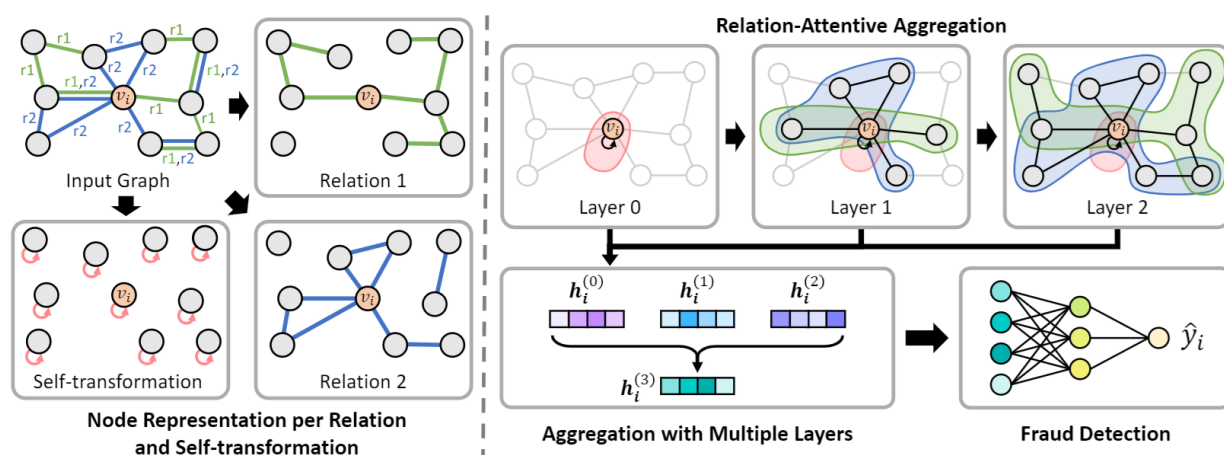 r1
r1
r2
r2
r2
r1
r1,r2
r1,r2
r1
r1
r2
r2
r2
r1,r2
v_i
Input Graph
v_i
Relation 1
v_i
Self-transformation
v_i
Relation 2
Node Representation per Relation
and Self-transformation
Relation-Attentive Aggregation
v_i
Layer 0
v_i
Layer 1
v_i
Layer 2
h_i^(0)
h_i^(1)
h_i^(2)
h_i^(3)
Aggregation with Multiple Layers
ŷ_i
Fraud Detection